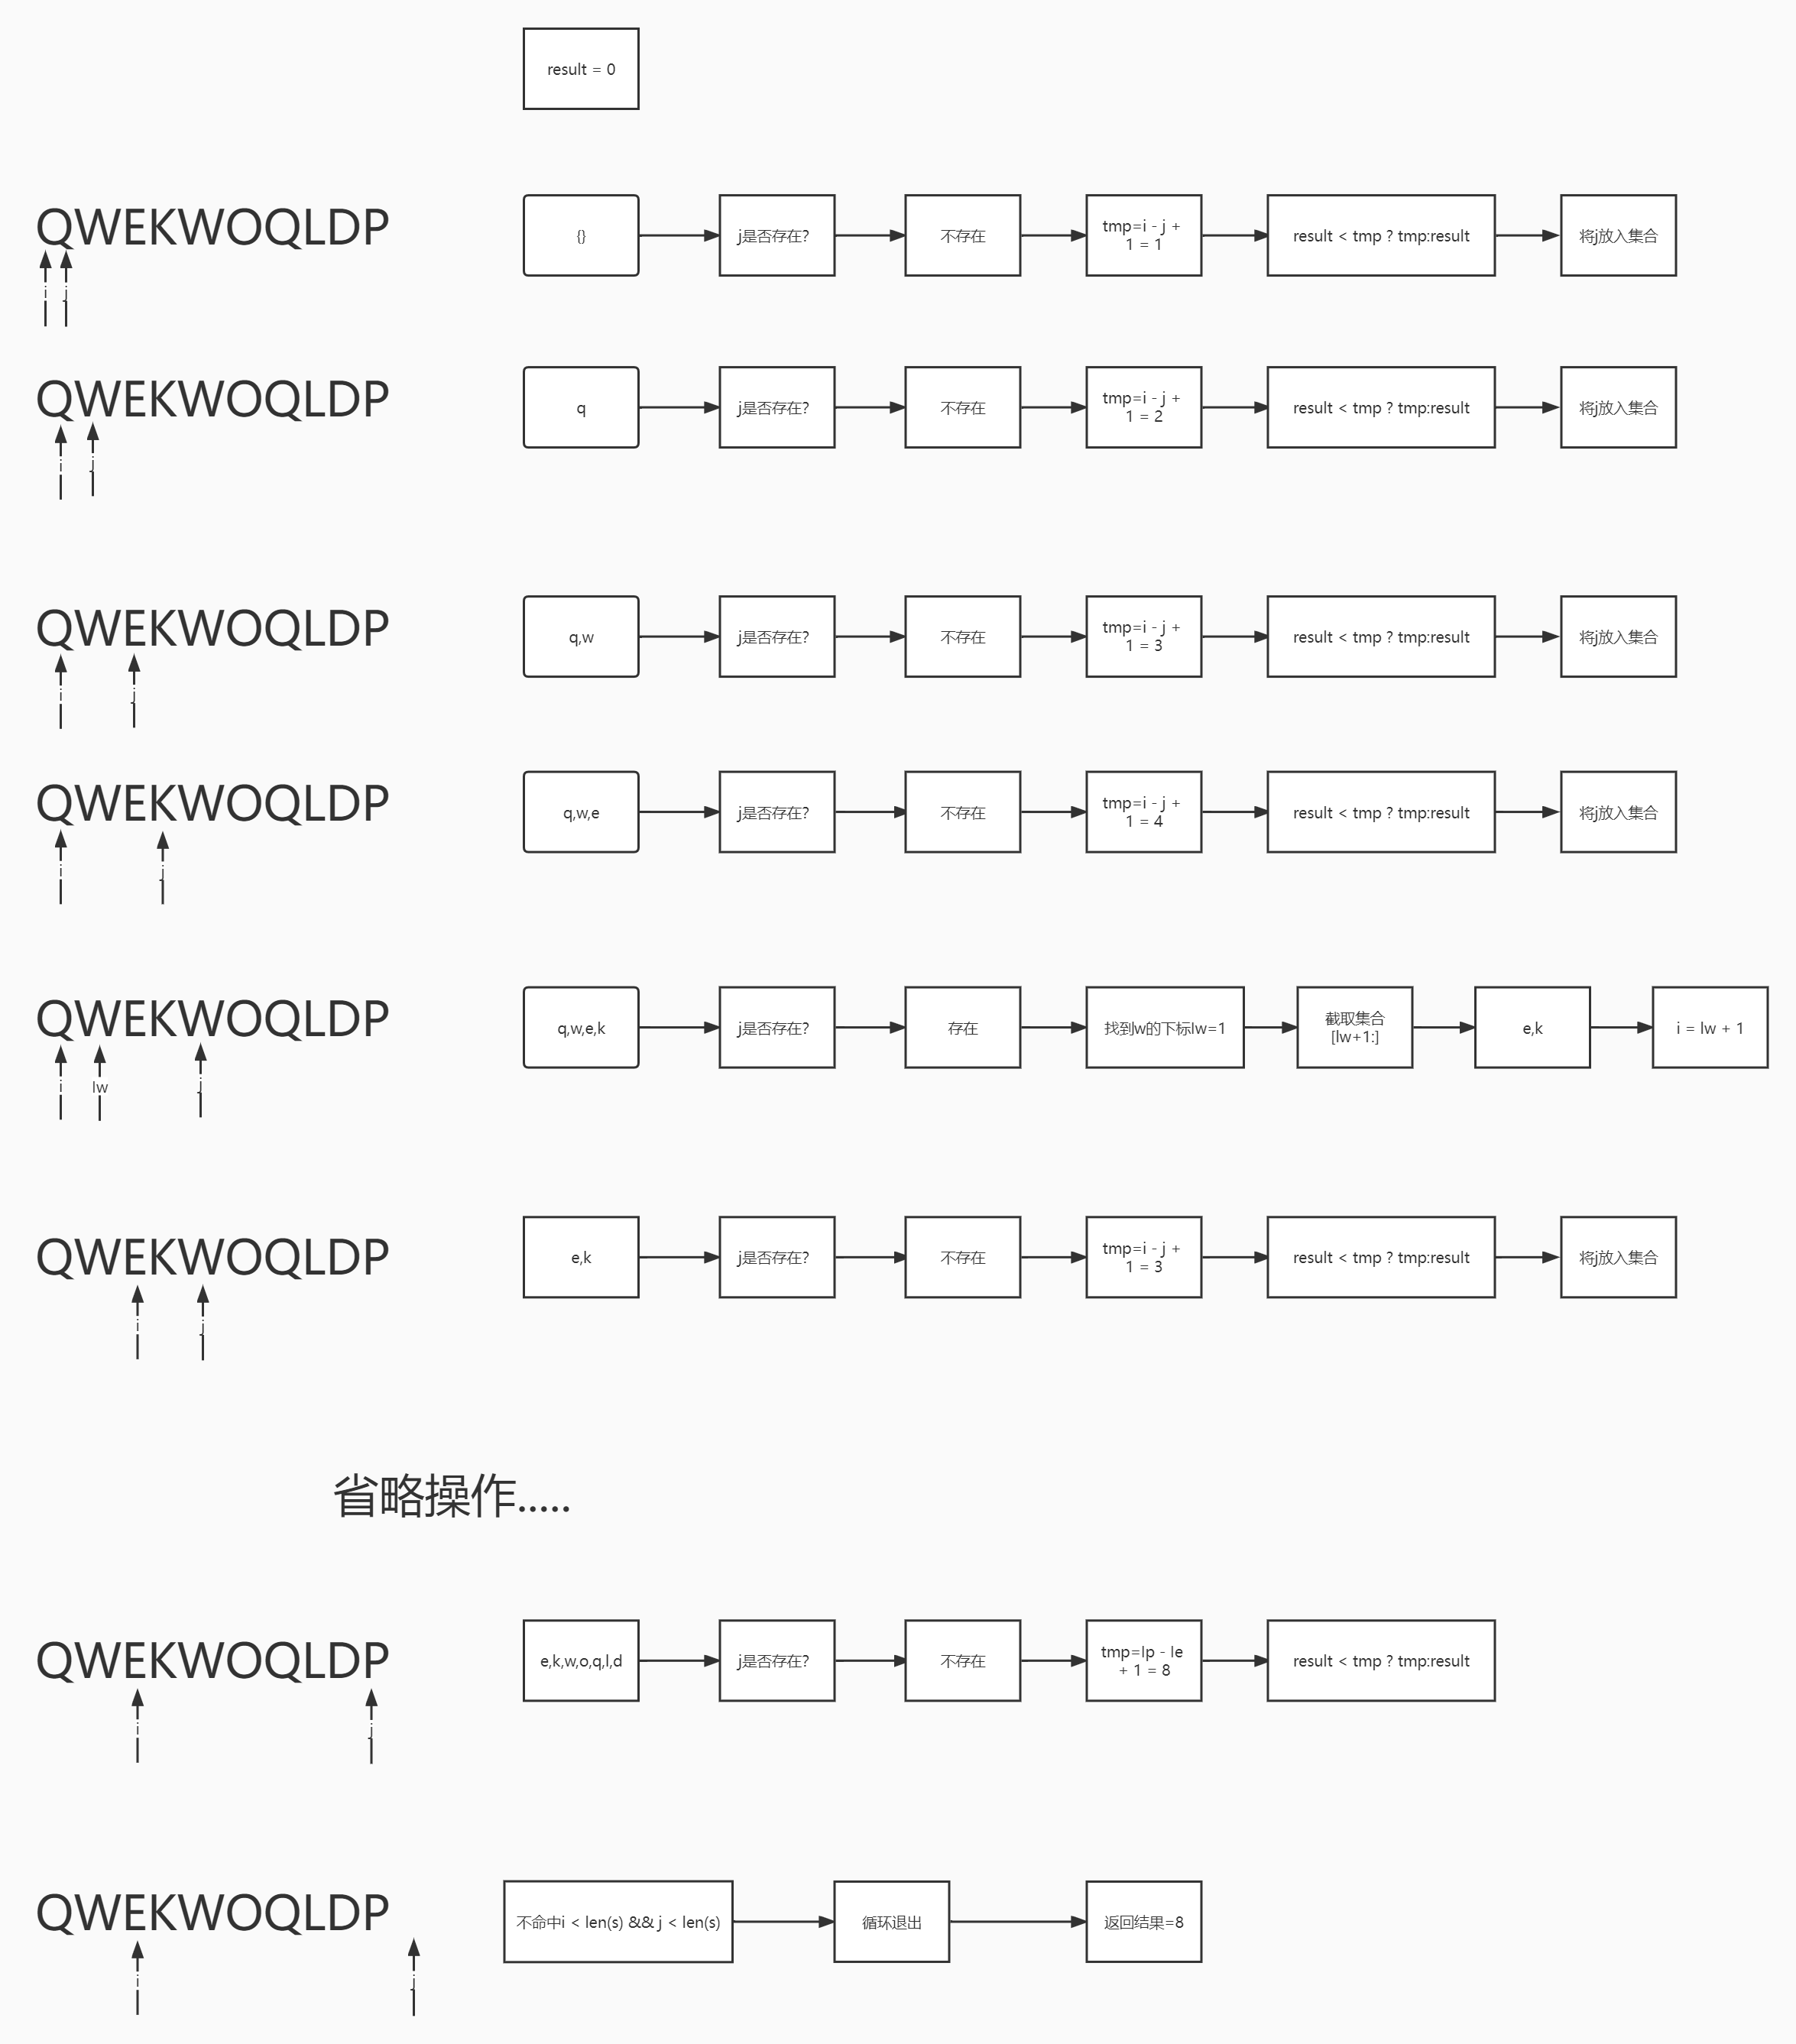 result = 0
QWEKWOQLDP
i
j
{}
j是否存在?
不存在
tmp=i - j +
1 = 1
result < tmp ? tmp:result
将j放入集合
QWEKWOQLDP
i
j
q
j是否存在?
不存在
tmp=i - j +
1 = 2
result < tmp ? tmp:result
将j放入集合
QWEKWOQLDP
i
j
q,w
j是否存在?
不存在
tmp=i - j +
1 = 3
result < tmp ? tmp:result
将j放入集合
QWEKWOQLDP
i
j
q,w,e
j是否存在?
不存在
tmp=i - j +
1 = 4
result < tmp ? tmp:result
将j放入集合
QWEKWOQLDP
i
lw
j
q,w,e,k
j是否存在?
存在
找到w的下标lw=1
截取集合
[lw+1:]
e,k
i = lw + 1
QWEKWOQLDP
i
j
e,k
j是否存在?
不存在
tmp=i - j +
1 = 3
result < tmp ? tmp:result
将j放入集合
省略操作.....
QWEKWOQLDP
i
j
e,k,w,o,q,l,d
j是否存在?
不存在
tmp=lp - le
+ 1 = 8
result < tmp ? tmp:result
QWEKWOQLDP
i
j
不命中i < len(s) && j < len(s)
循环退出
返回结果=8